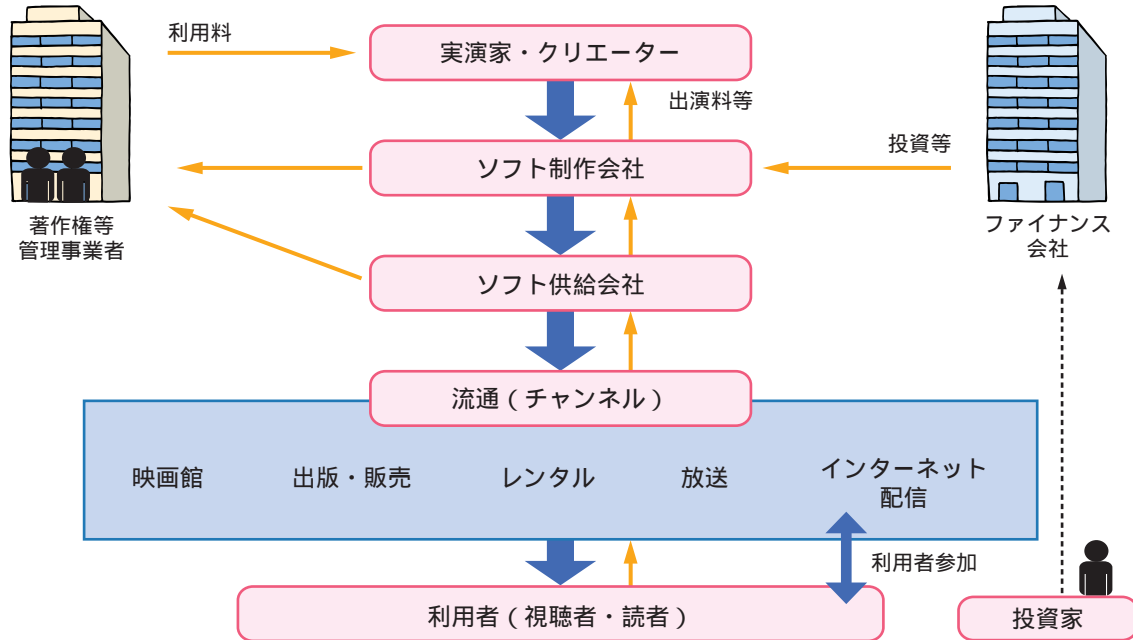 利用料
実演家・クリエーター
出演料等
投資等
ソフト制作会社
著作権等
管理事業者
ファイナンス
会社
ソフト供給会社
流通(チャンネル)
映画館
出版・販売
レンタル
放送
インターネット
配信
利用者参加
利用者(視聴者・読者)
投資家